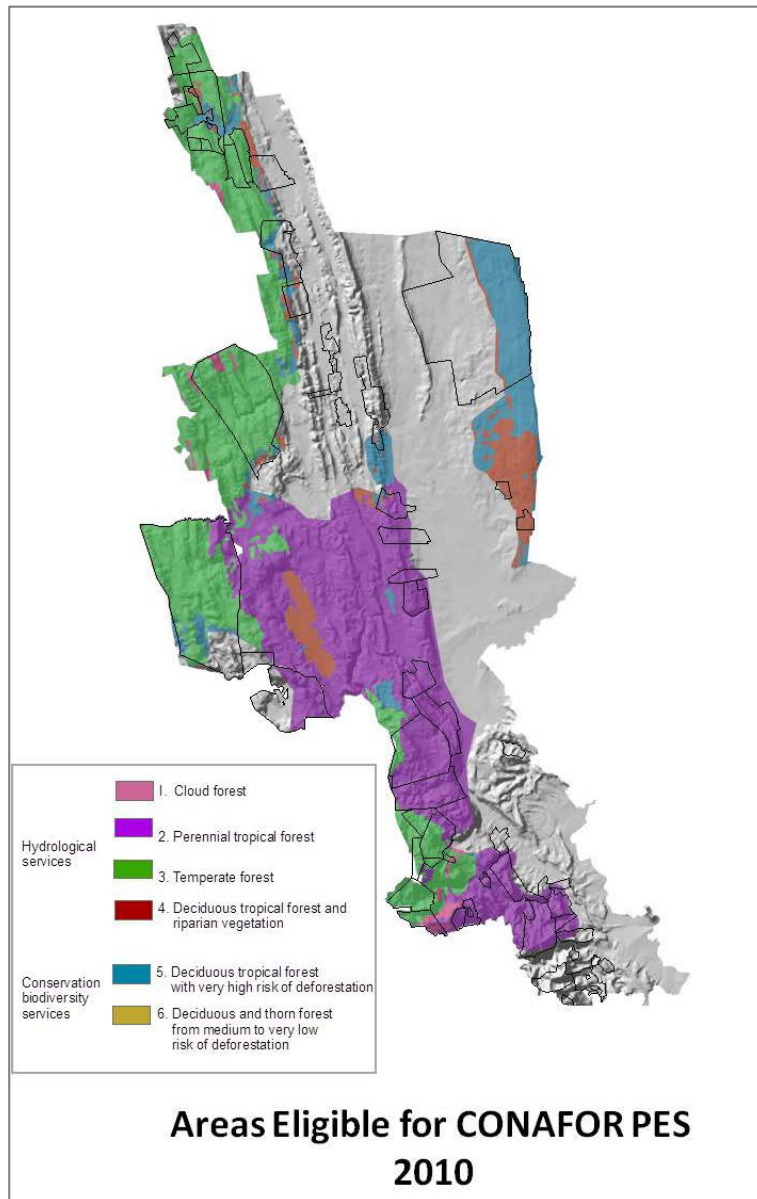 Hydrological
services
1. Cloud forest
2. Perennial tropical forest
3. Temperate forest
4. Deciduous tropical forest and
riparian vegetation
Conservation
biodiversity
services
5. Deciduous tropical forest
with very high risk of deforestation
6. Deciduous and thorn forest
from medium to very low
risk of deforestation
Areas Eligible for CONAFOR PES
2010